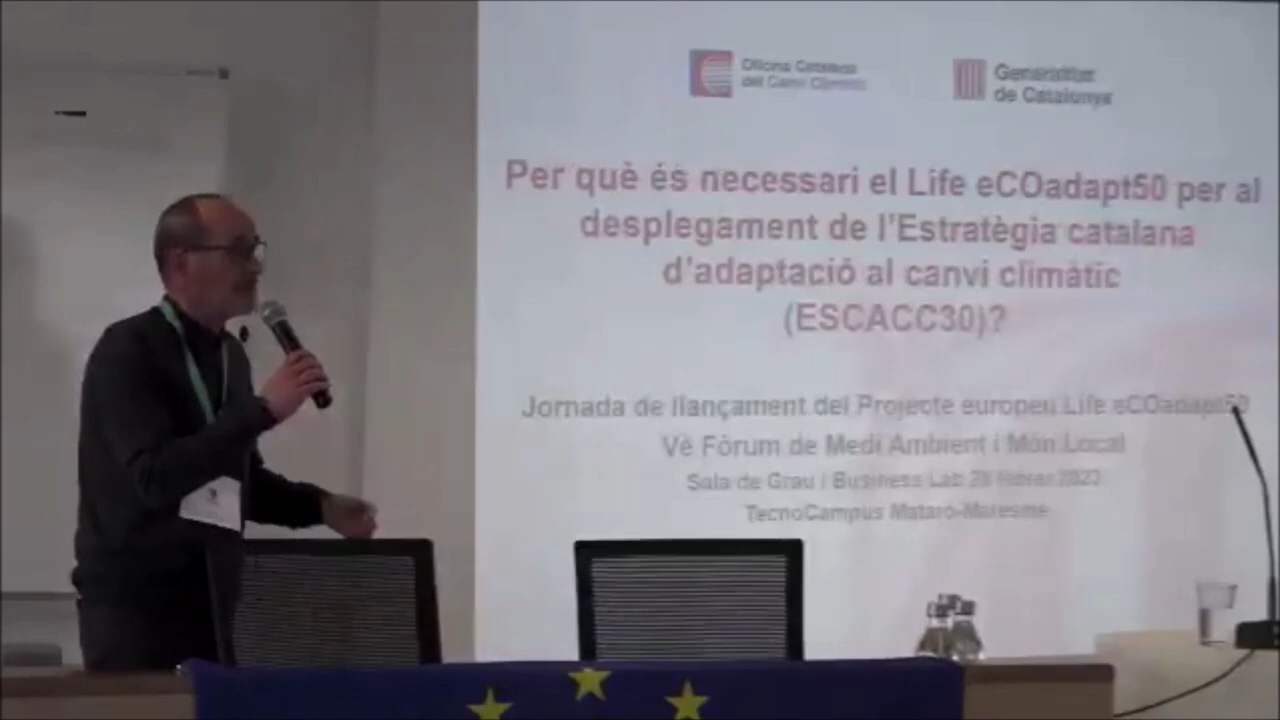 Oficina Catalana
del Canvi Climàtic
Generalitat
de Catalunya
Per què és necessari el Life eCOadapt50 per al
desplegament de l'Estratègia catalana
d'adaptació al canvi climàtic
(ESCACC30)?
Jornada de llançament del Projecte europeu Life eCOadapt50
Vè Fòrum de Medi Ambient i Món Local
Sala de Grau i Business Lab 28 febrer 2023
TecnoCampus Mataró-Maresme